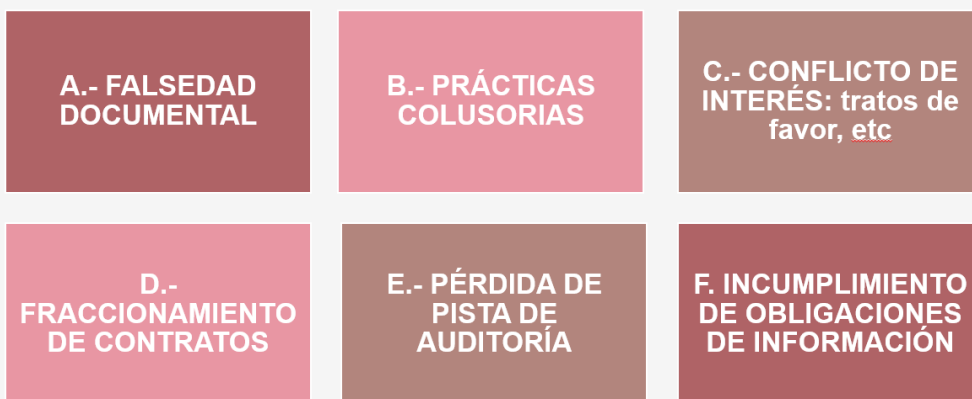 A.- FALSEDAD
DOCUMENTAL
B.- PRÁCTICAS
COLUSORIAS
C.- CONFLICTO DE
INTERÉS: tratos de
favor, etc
D.-
FRACCIONAMIENTO
DE CONTRATOS
E.- PÉRDIDA DE
PISTA DE
AUDITORÍA
F. INCUMPLIMIENTO
DE OBLIGACIONES
DE INFORMACIÓN